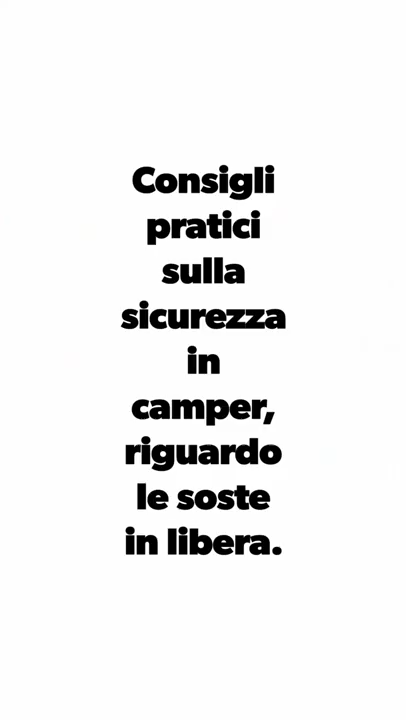 Consigli
pratici
sulla
sicurezza
in
camper,
riguardo
le soste
in libera.